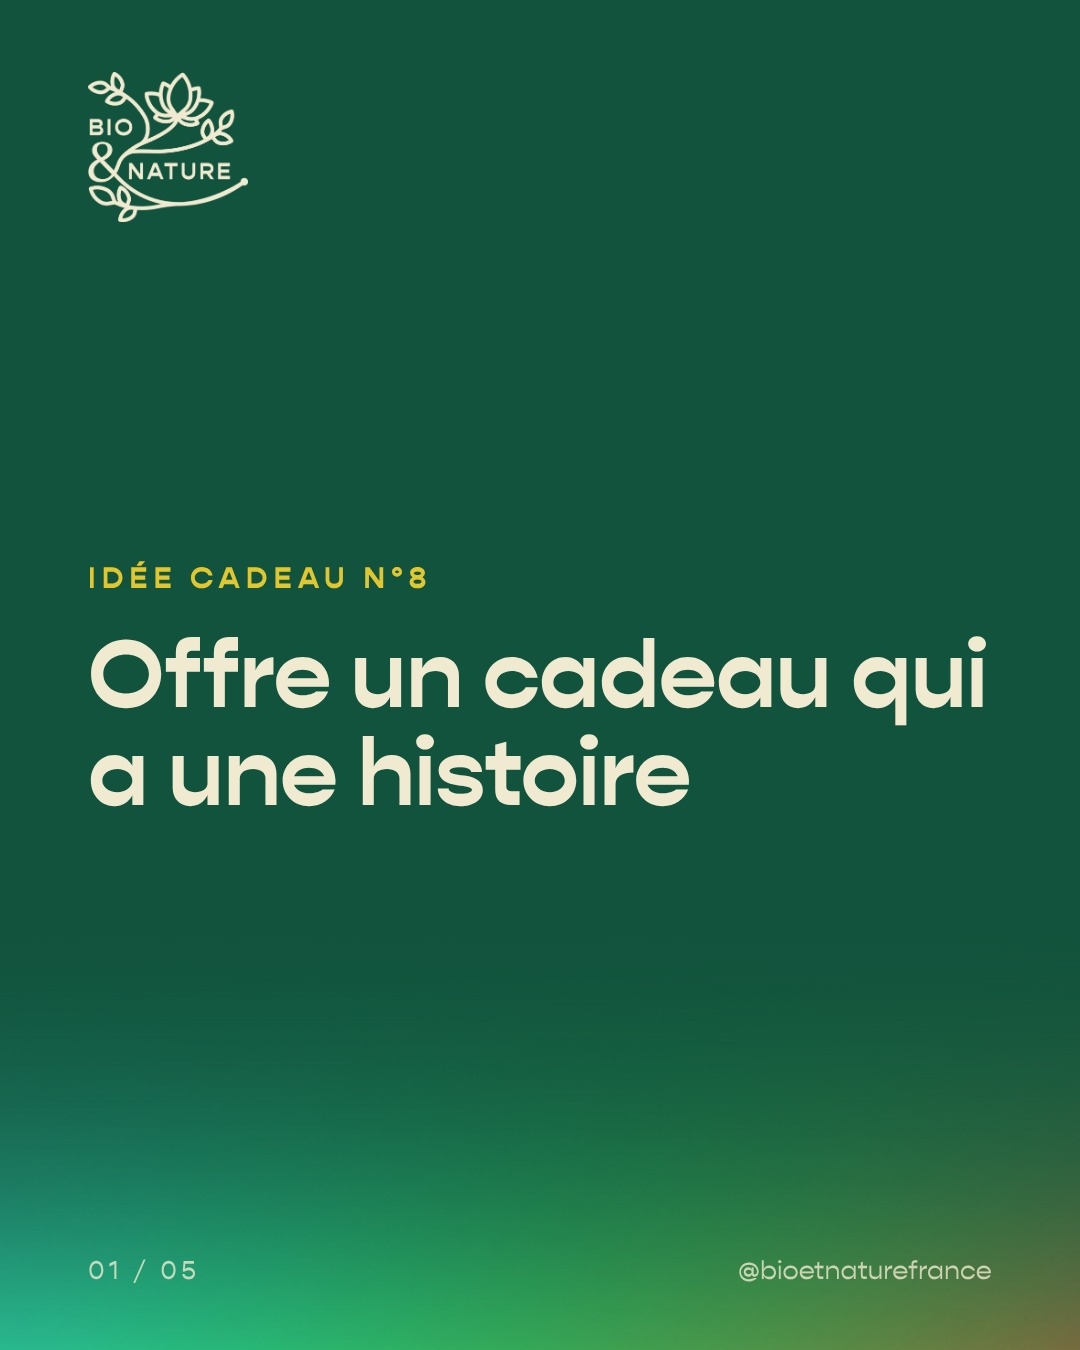 BIO
& NATURE
IDÉE CADEAU N°8
Offre un cadeau qui
a une histoire
01 / 05
@bioetnaturefrance